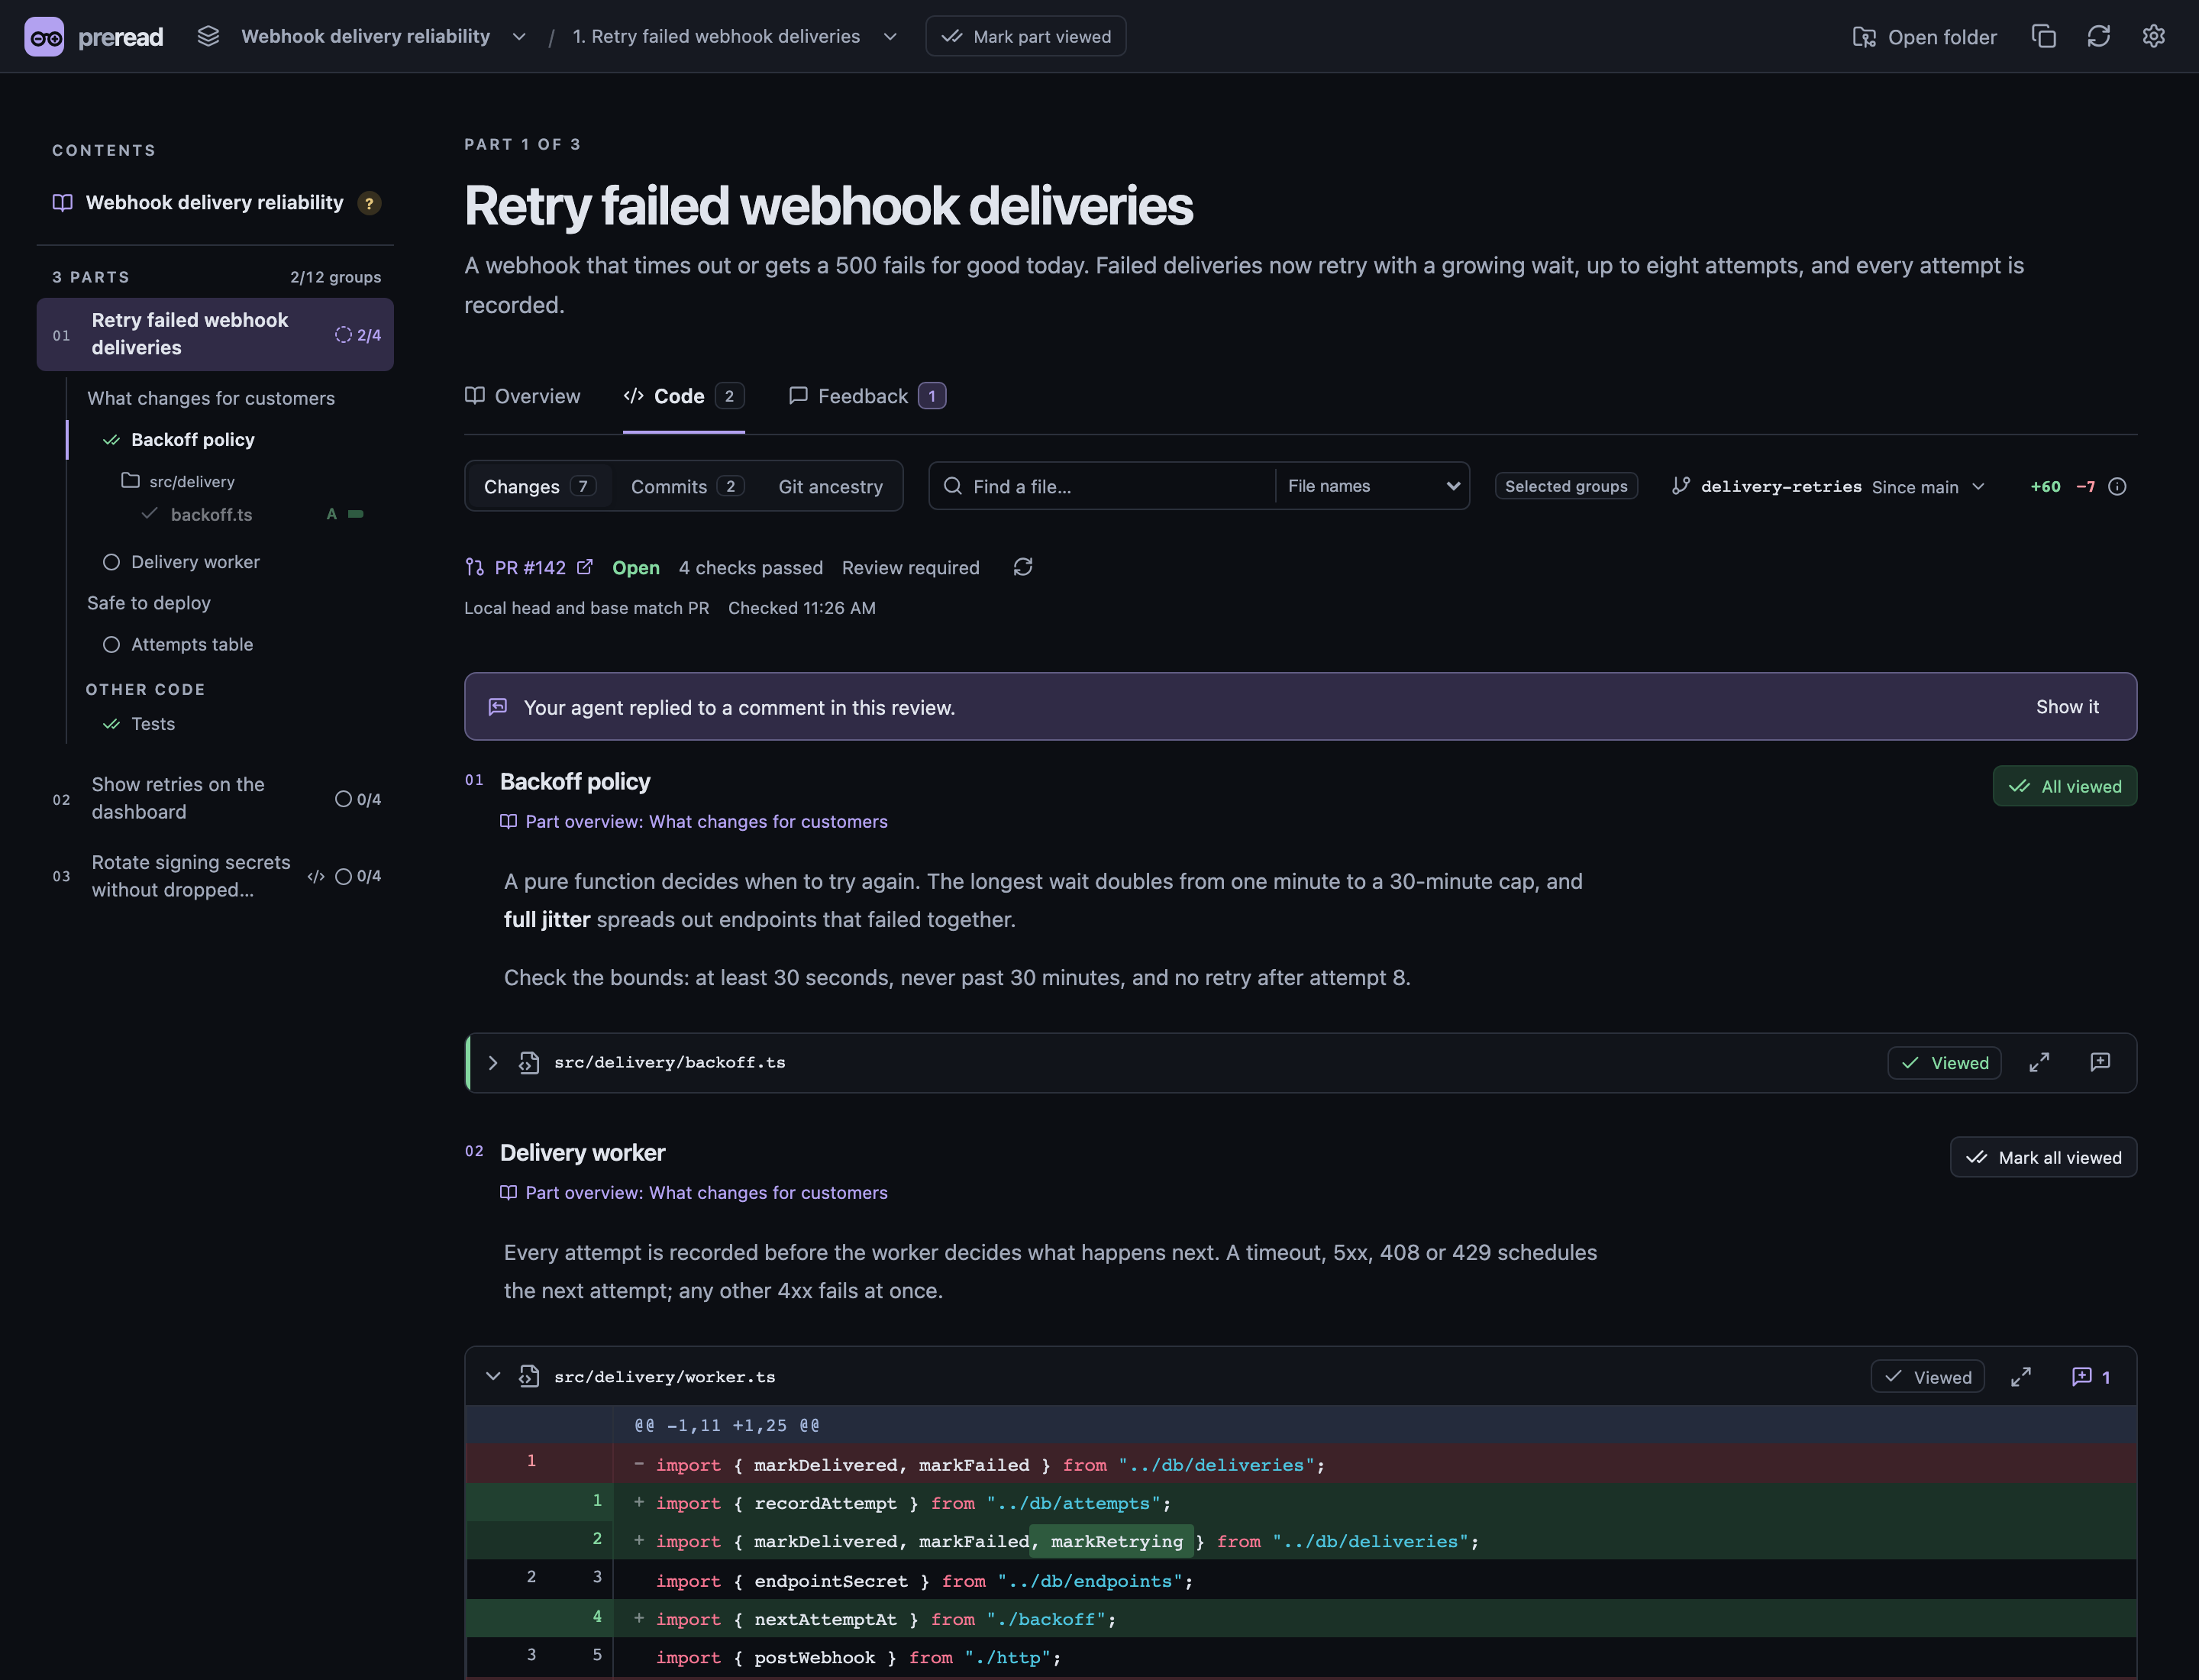 preread
Webhook delivery reliability / 1. Retry failed webhook deliveries
Mark part viewed
Open folder
CONTENTS
Webhook delivery reliability ?
3 PARTS 2/12 groups
01 Retry failed webhook
deliveries
2/4
What changes for customers
Backoff policy
src/delivery
backoff.ts A
Delivery worker
Safe to deploy
Attempts table
OTHER CODE
Tests
02 Show retries on the
dashboard
0/4
03 Rotate signing secrets
without dropped...
0/4
PART 1 OF 3
Retry failed webhook deliveries
A webhook that times out or gets a 500 fails for good today. Failed deliveries now retry with a growing wait, up to eight attempts, and every attempt is
recorded.
Overview
Code 2
Feedback 1
Changes 7 Commits 2 Git ancestry
Find a file... File names
Selected groups
delivery-retries Since main
+60 −7
PR #142 Open 4 checks passed Review required
Local head and base match PR Checked 11:26 AM
Your agent replied to a comment in this review. Show it
01 Backoff policy
All viewed
Part overview: What changes for customers
A pure function decides when to try again. The longest wait doubles from one minute to a 30-minute cap, and
full jitter spreads out endpoints that failed together.
Check the bounds: at least 30 seconds, never past 30 minutes, and no retry after attempt 8.
src/delivery/backoff.ts Viewed
02 Delivery worker
Mark all viewed
Part overview: What changes for customers
Every attempt is recorded before the worker decides what happens next. A timeout, 5xx, 408 or 429 schedules
the next attempt; any other 4xx fails at once.
src/delivery/worker.ts Viewed 1
@@ −1,11 +1,25 @@
1 − import { markDelivered, markFailed } from "../db/deliveries";
1 + import { recordAttempt } from "../db/attempts";
2 + import { markDelivered, markFailed, markRetrying } from "../db/deliveries";
2 3 import { endpointSecret } from "../db/endpoints";
4 + import { nextAttemptAt } from "./backoff";
3 5 import { postWebhook } from "./http";